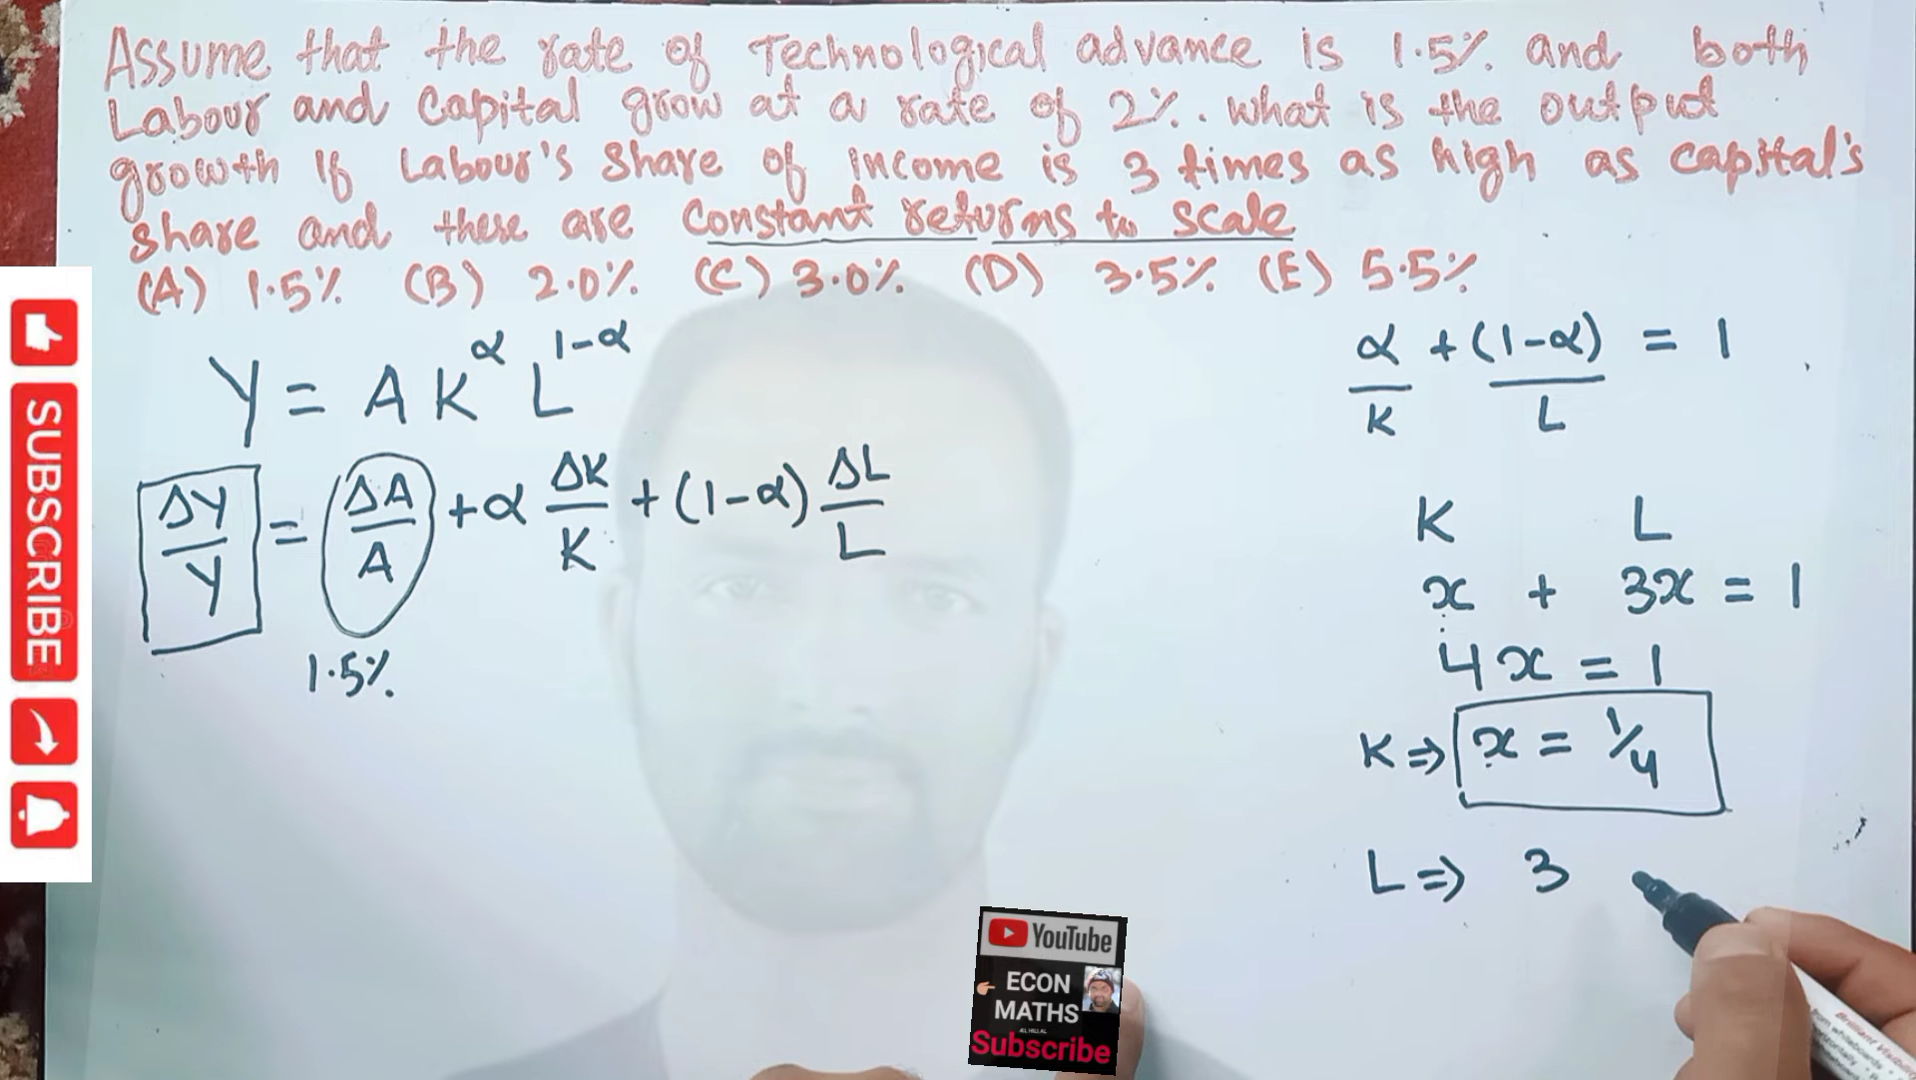 Assume that the rate of Technological advance is 1.5% and both
Labour and Capital grow at a rate of 2%. what is the output
growth If Labour's Share of Income is 3 times as high as capital's
share and there are constant returns to scale
(A) 1.5% (B) 2.0% (C) 3.0% (D) 3.5% (E) 5.5%
Y = A K^α L^1-α
α/K + (1-α)/L = 1
ΔY/Y = ΔA/A + α ΔK/K + (1-α) ΔL/L
1.5%
K L
x + 3x = 1
4x = 1
K ⇒ x = 1/4
L ⇒ 3
SUBSCRIBE
YouTube
ECON
MATHS
Subscribe